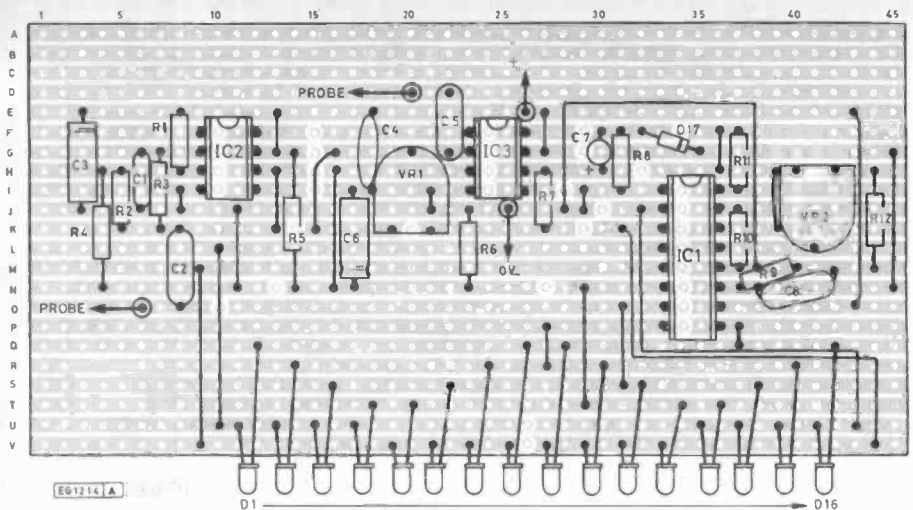 1 5 10 15 20 25 30 35 40 45
A
B
C
D
E
F
G
H
I
J
K
L
M
N
O
P
Q
R
S
T
U
V
+
PROBE
C5
R1
C4
C3
IC2
IC3
C7
R8
D17
R11
VR1
C1
R3
R2
R7
VR2
R4
R5
C6
R6
IC1
R10
R12
C2
0V
R9
C8
PROBE
+
EG1214 A
D1 D16